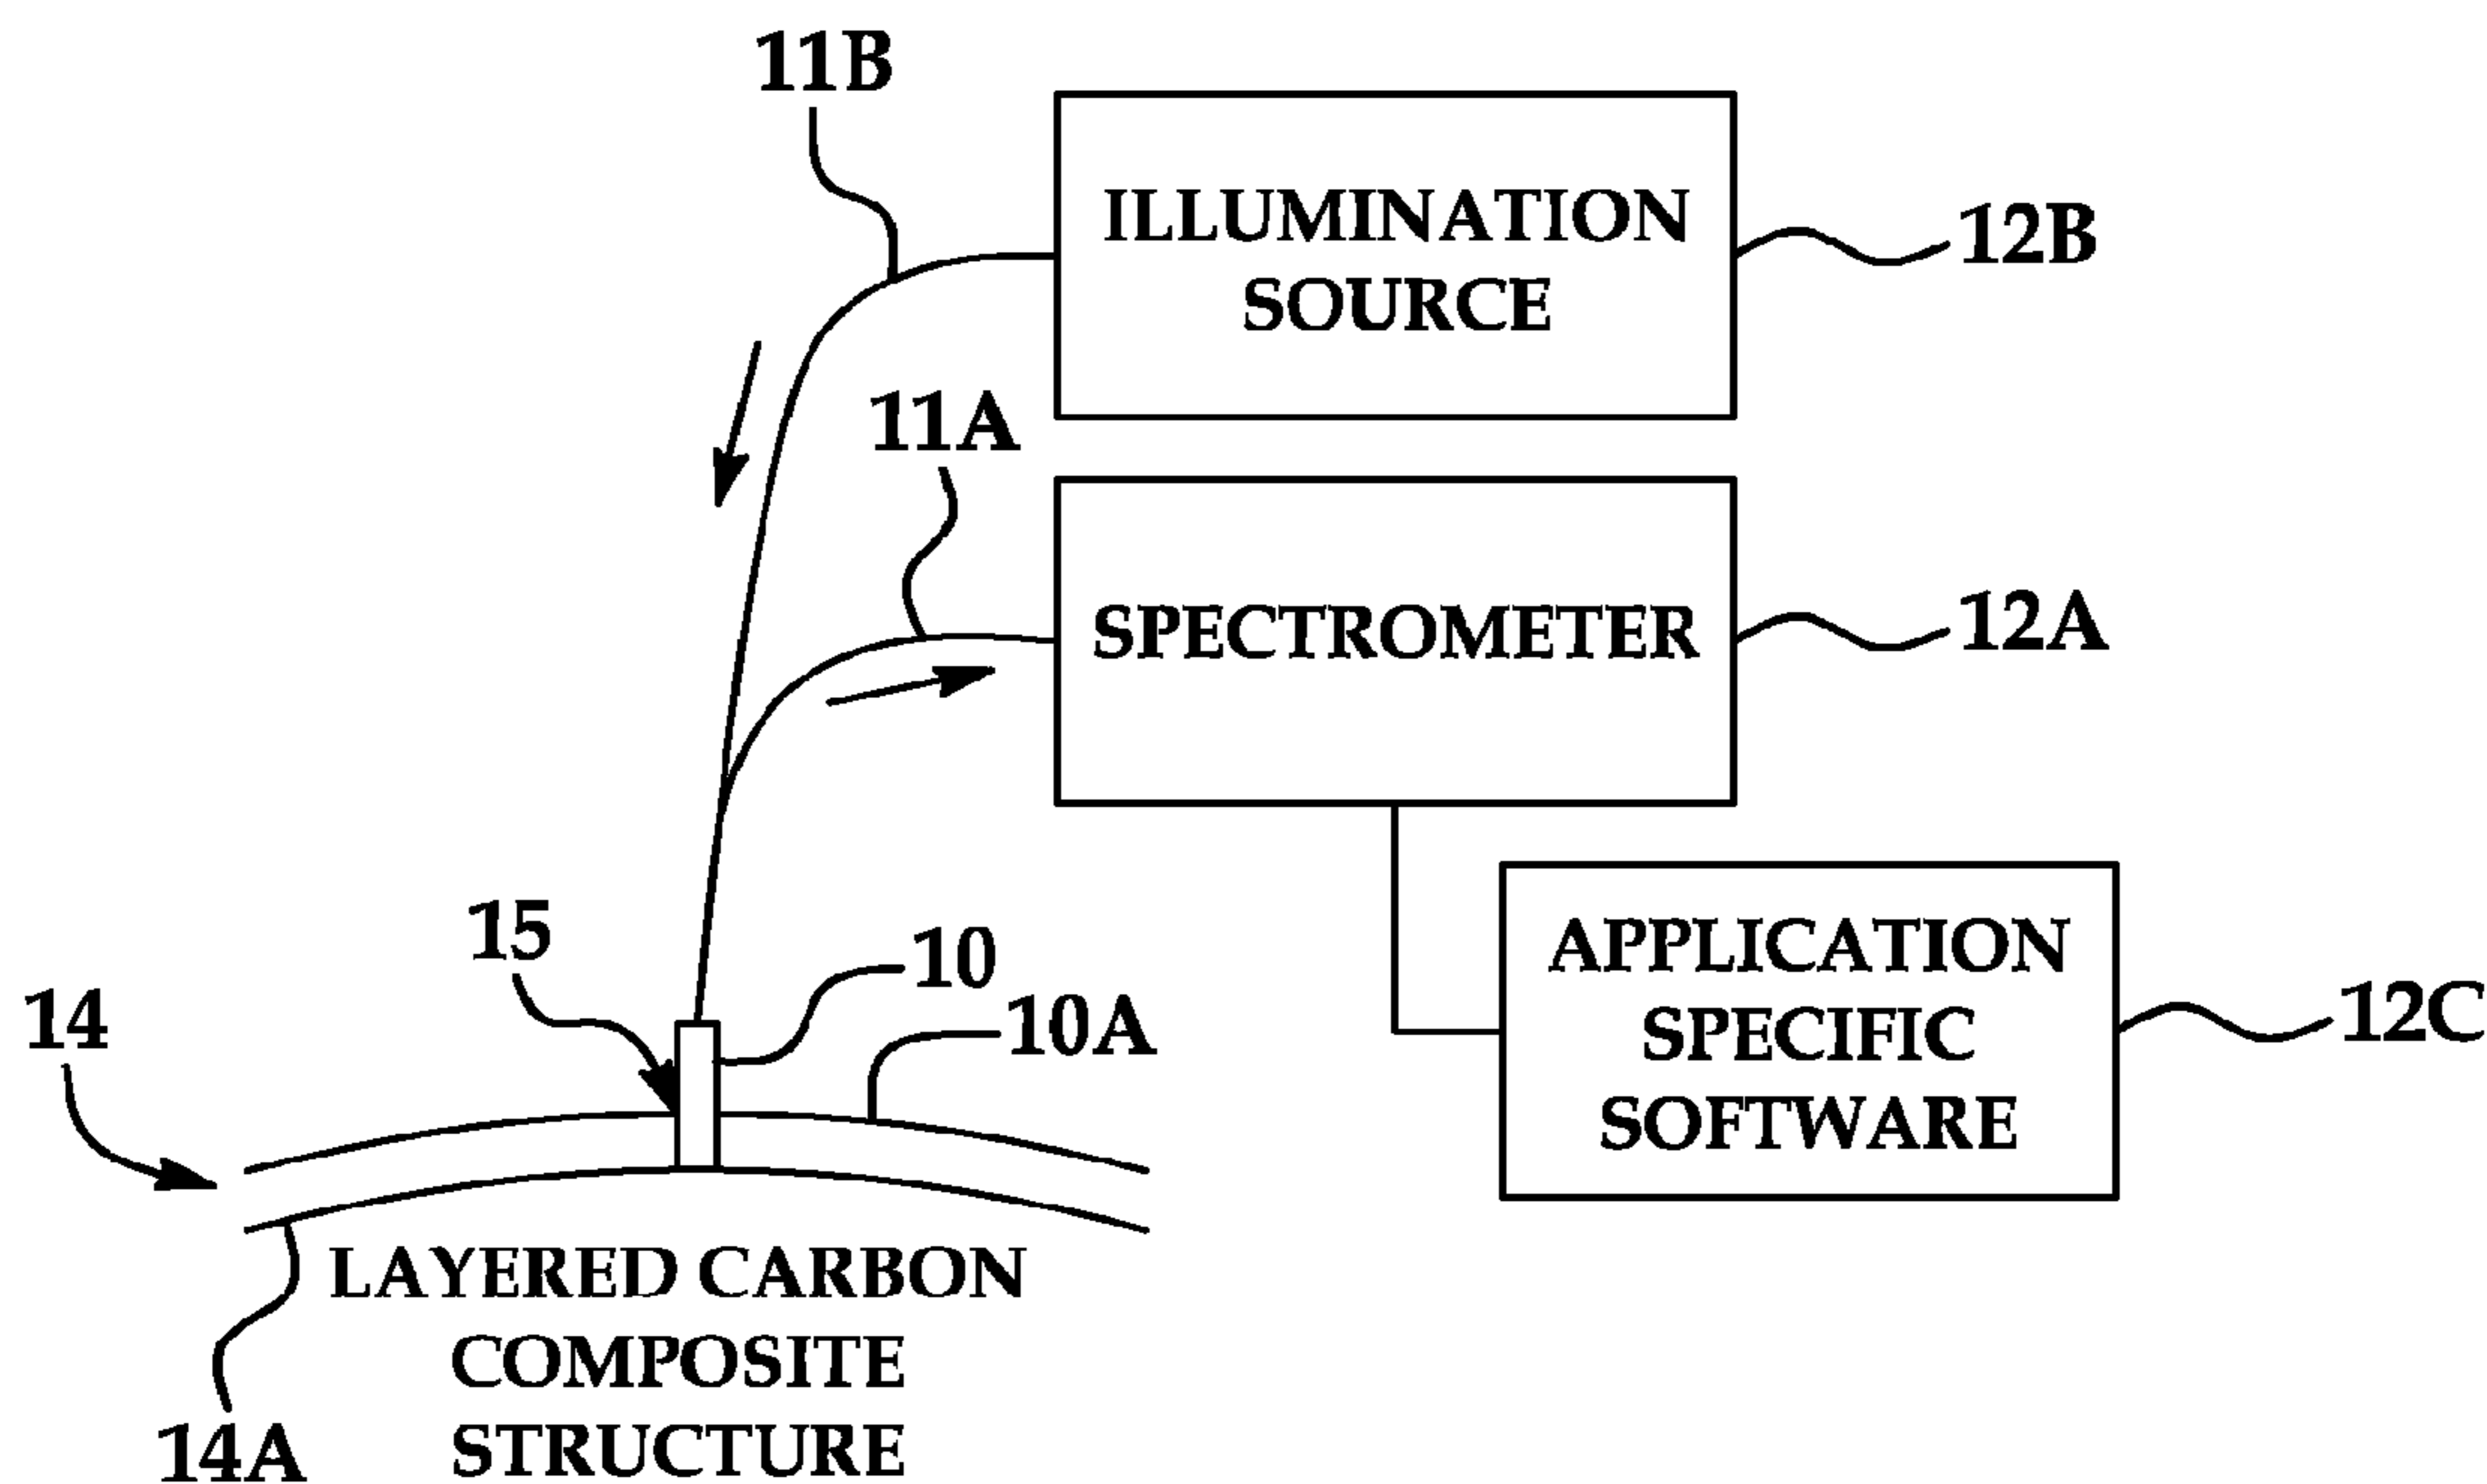 11B
ILLUMINATION
SOURCE
12B
11A
SPECTROMETER
12A
15
10
10A
14
APPLICATION
SPECIFIC
SOFTWARE
12C
LAYERED CARBON
COMPOSITE
STRUCTURE
14A